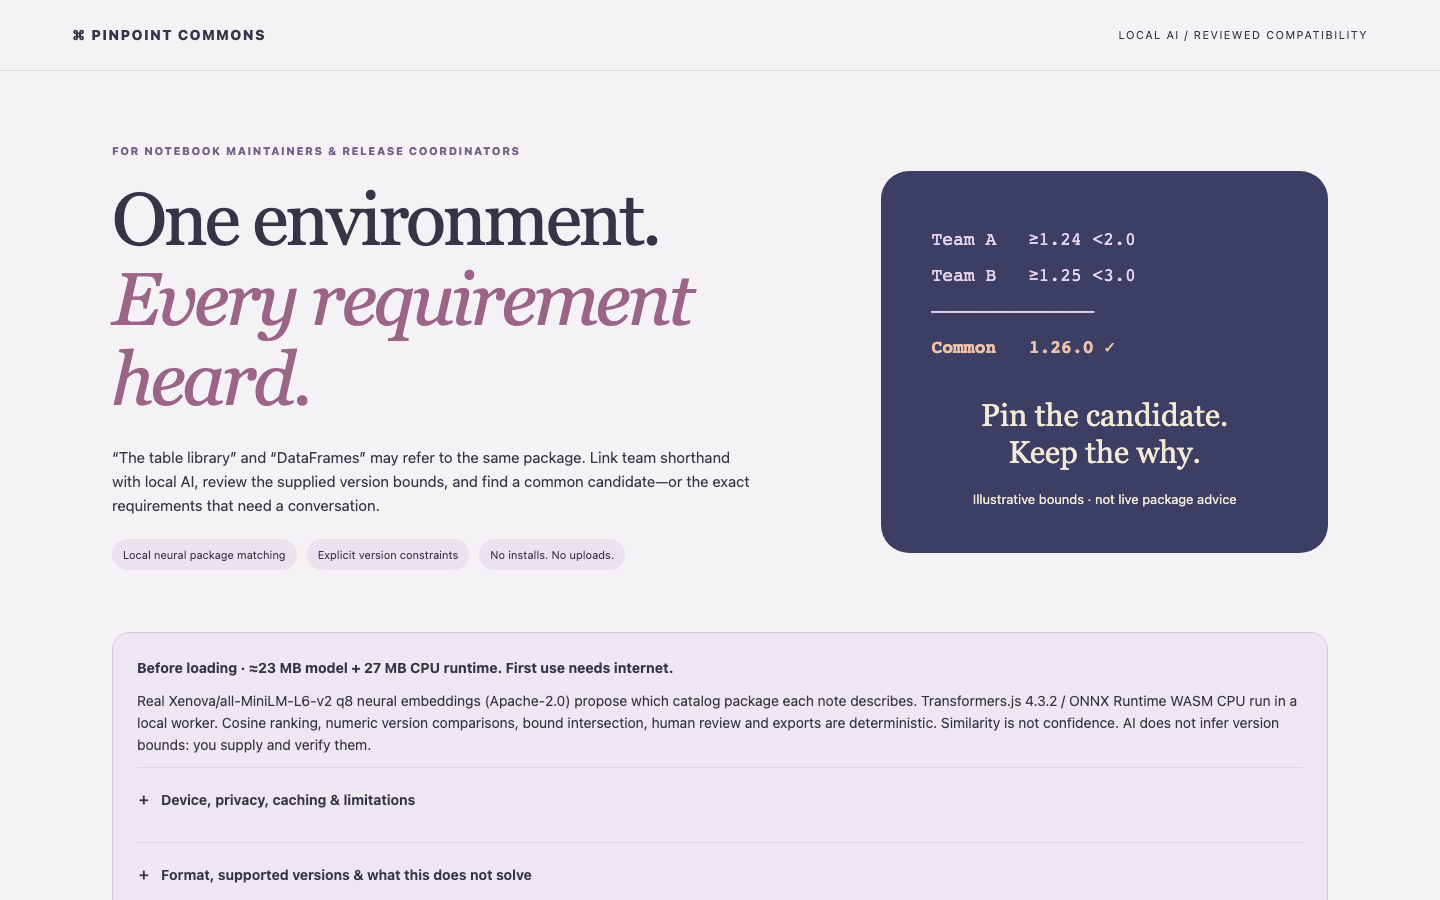 ⌘ PINPOINT COMMONS
LOCAL AI / REVIEWED COMPATIBILITY
FOR NOTEBOOK MAINTAINERS & RELEASE COORDINATORS
One environment.
Every requirement
heard.
“The table library” and “DataFrames” may refer to the same package. Link team shorthand
with local AI, review the supplied version bounds, and find a common candidate—or the exact
requirements that need a conversation.
Local neural package matching
Explicit version constraints
No installs. No uploads.
Team A ≥1.24 <2.0
Team B ≥1.25 <3.0
Common 1.26.0 ✓
Pin the candidate.
Keep the why.
Illustrative bounds · not live package advice
Before loading · ≈23 MB model + 27 MB CPU runtime. First use needs internet.
Real Xenova/all-MiniLM-L6-v2 q8 neural embeddings (Apache-2.0) propose which catalog package each note describes. Transformers.js 4.3.2 / ONNX Runtime WASM CPU run in a
local worker. Cosine ranking, numeric version comparisons, bound intersection, human review and exports are deterministic. Similarity is not confidence. AI does not infer version
bounds: you supply and verify them.
+ Device, privacy, caching & limitations
+ Format, supported versions & what this does not solve